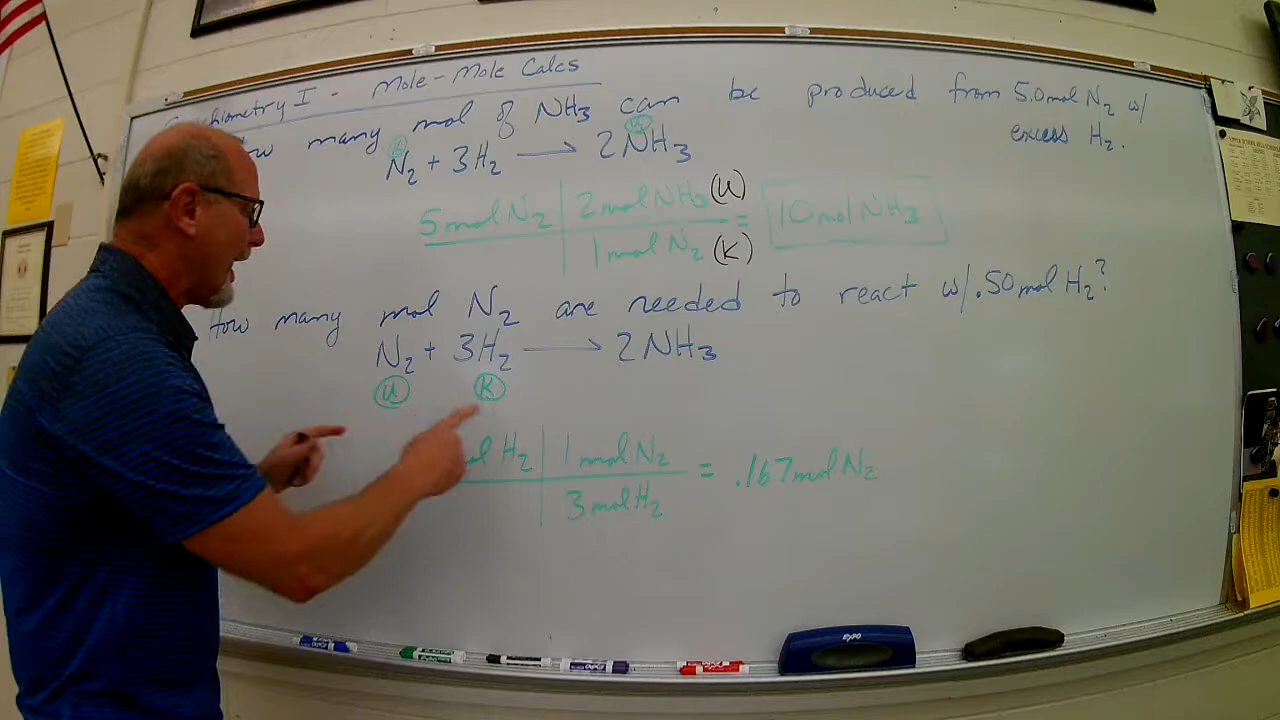 I - Mole-Mole Calcs
many mol of NH3 can be produced from 5.0 mol N2 w/
excess H2.
N2 + 3H2 → 2NH3
5 mol N2 | 2 mol NH3 (U) = 10 mol NH3
1 mol N2 (K)
How many mol N2 are needed to react w/ .50 mol H2?
N2 + 3H2 → 2NH3
U K
H2 | 1 mol N2 = .167 mol N2
3 mol H2
EXPO